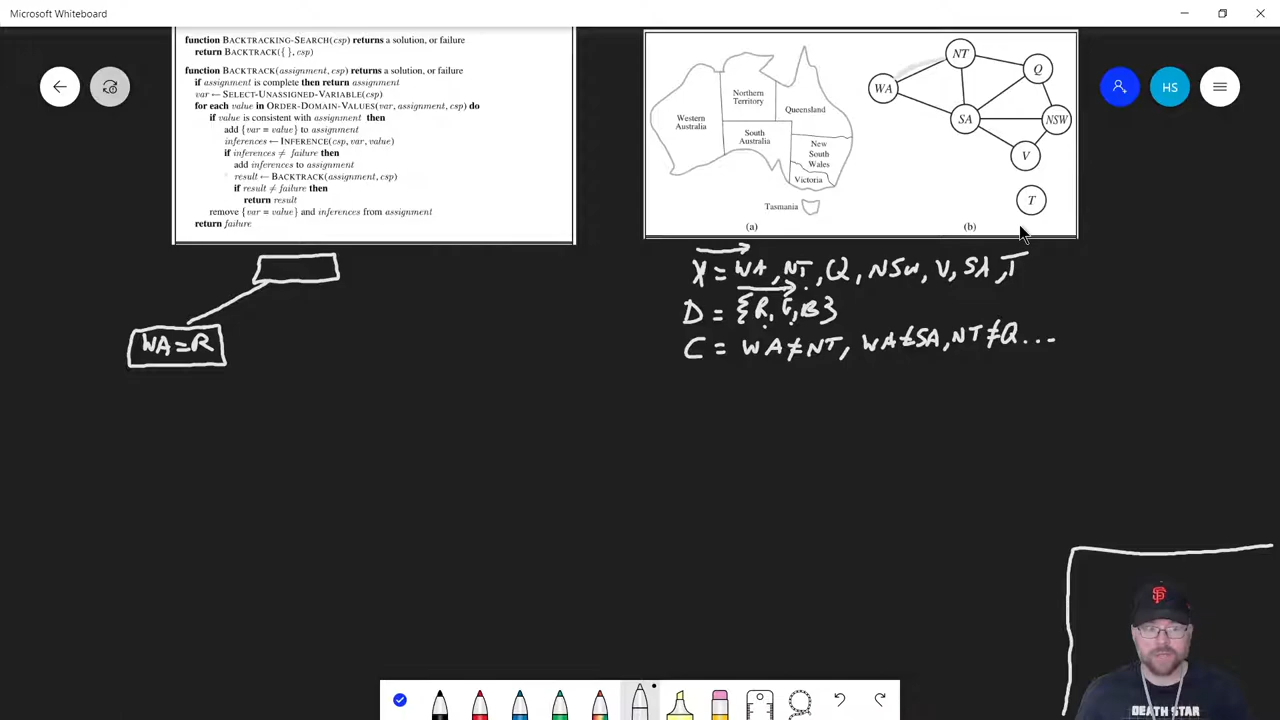 Microsoft Whiteboard
function BACKTRACKING-SEARCH(csp) returns a solution, or failure
return BACKTRACK({ }, csp)
function BACKTRACK(assignment, csp) returns a solution, or failure
if assignment is complete then return assignment
var ← SELECT-UNASSIGNED-VARIABLE(csp)
for each value in ORDER-DOMAIN-VALUES(var, assignment, csp) do
if value is consistent with assignment then
add {var = value} to assignment
inferences ← INFERENCE(csp, var, value)
if inferences ≠ failure then
add inferences to assignment
result ← BACKTRACK(assignment, csp)
if result ≠ failure then
return result
remove {var = value} and inferences from assignment
return failure
Western
Australia
Northern
Territory
South
Australia
Queensland
New
South
Wales
Victoria
Tasmania
(a)
NT
Q
WA
SA
NSW
V
T
(b)
HS
X = WA, NT, Q, NSW, V, SA, T
D = {R, G, B}
C = WA≠NT, WA≠SA, NT≠Q...
WA=R
SF
DEATH STAR